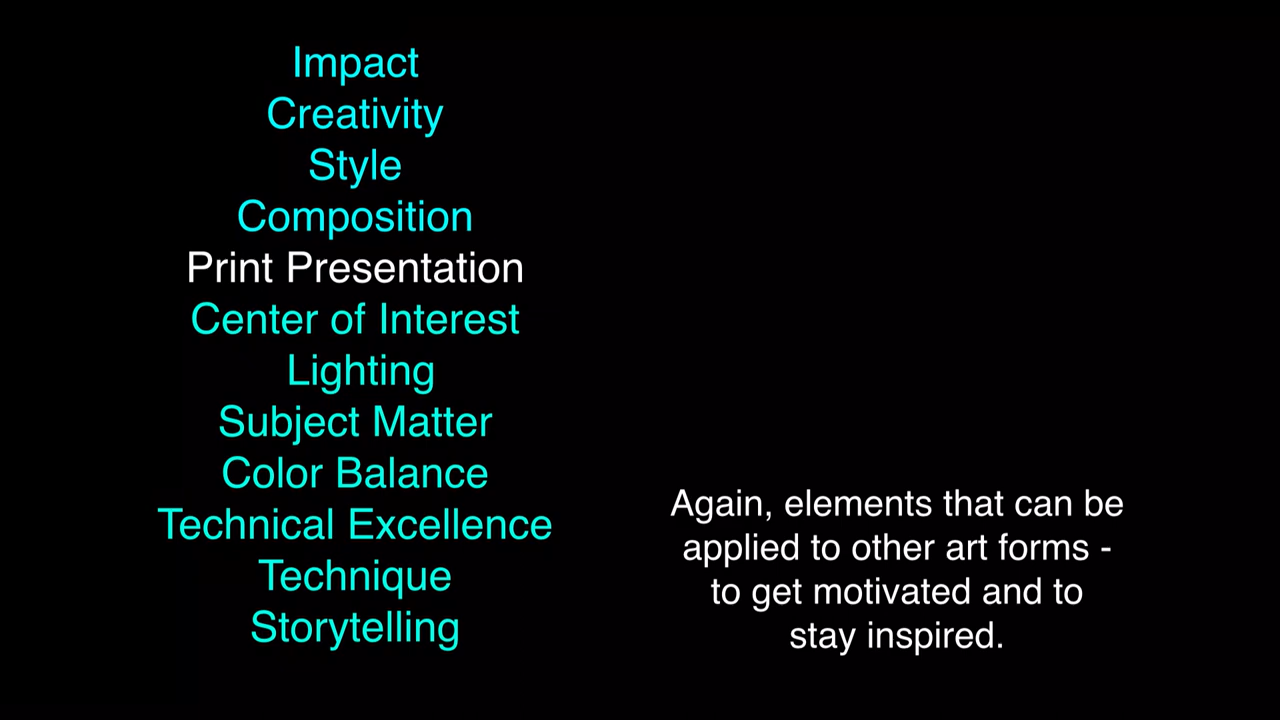 Impact
Creativity
Style
Composition
Print Presentation
Center of Interest
Lighting
Subject Matter
Color Balance
Technical Excellence
Technique
Storytelling
Again, elements that can be
applied to other art forms -
to get motivated and to
stay inspired.